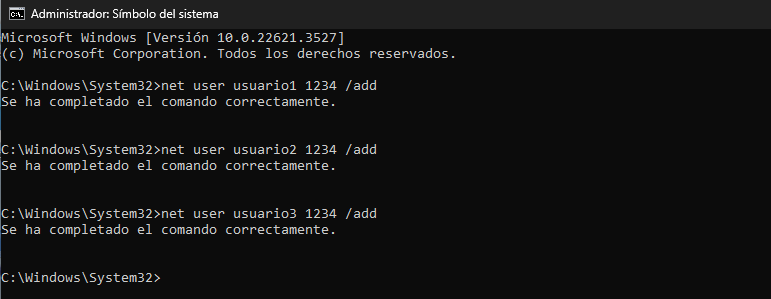 Administrador: Símbolo del sistema
Microsoft Windows [Versión 10.0.22621.3527]
(c) Microsoft Corporation. Todos los derechos reservados.
C:\Windows\System32>net user usuario1 1234 /add
Se ha completado el comando correctamente.
C:\Windows\System32>net user usuario2 1234 /add
Se ha completado el comando correctamente.
C:\Windows\System32>net user usuario3 1234 /add
Se ha completado el comando correctamente.
C:\Windows\System32>